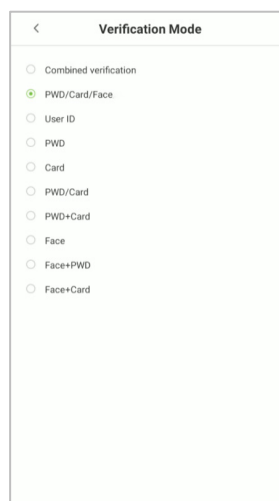 Verification Mode
Combined verification
PWD/Card/Face
User ID
PWD
Card
PWD/Card
PWD+Card
Face
Face+PWD
Face+Card